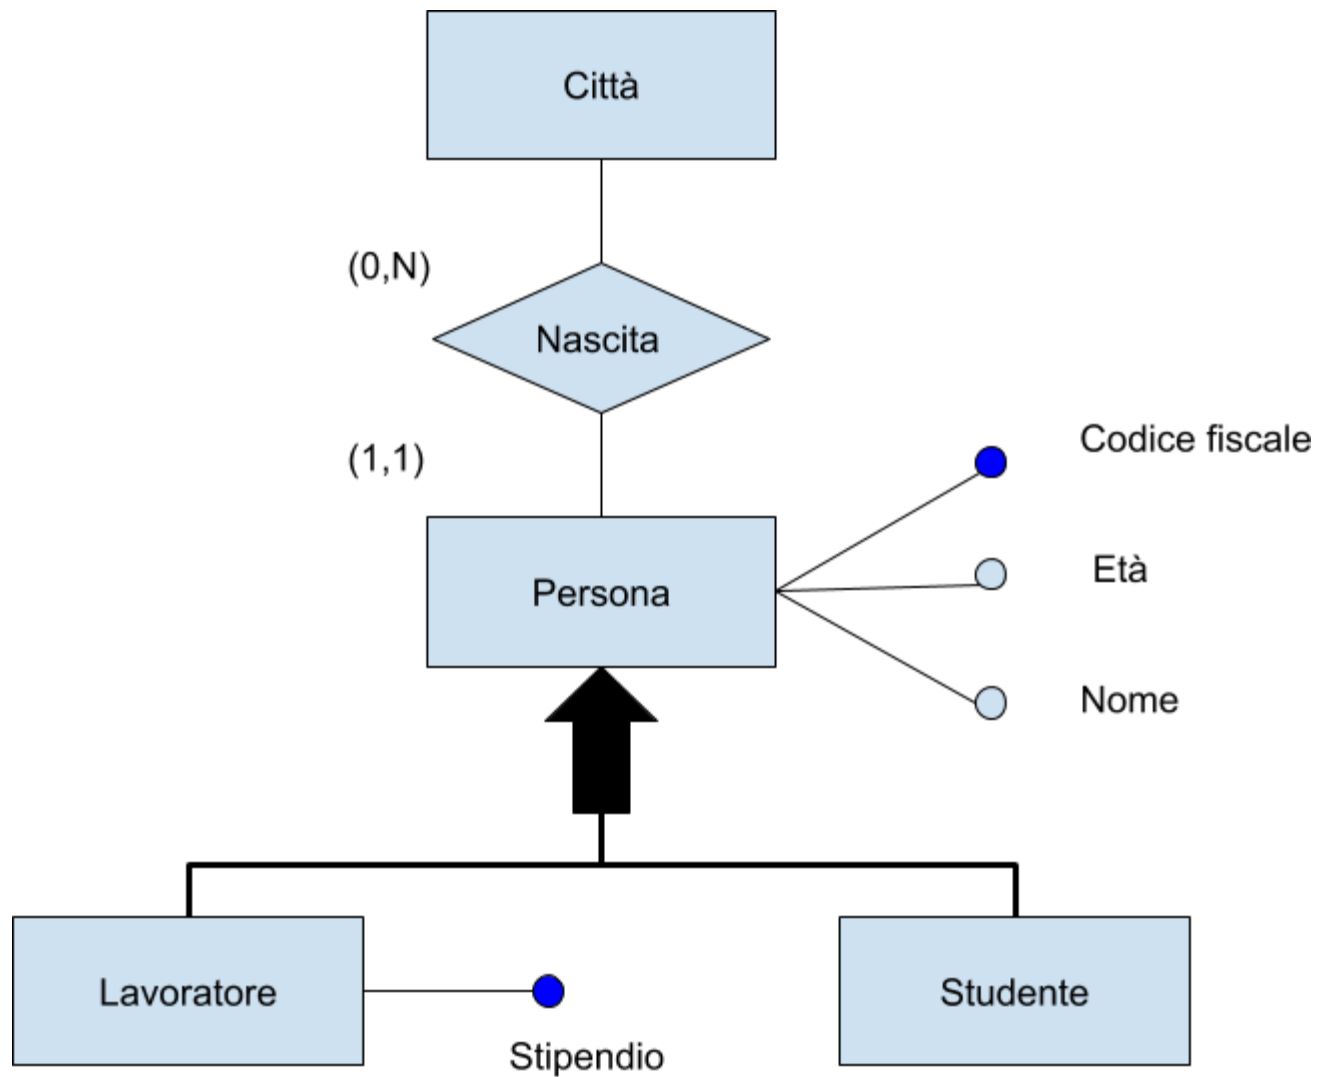 Città
(0,N)
Nascita
(1,1)
Codice fiscale
Età
Persona
Nome
Lavoratore
Studente
Stipendio